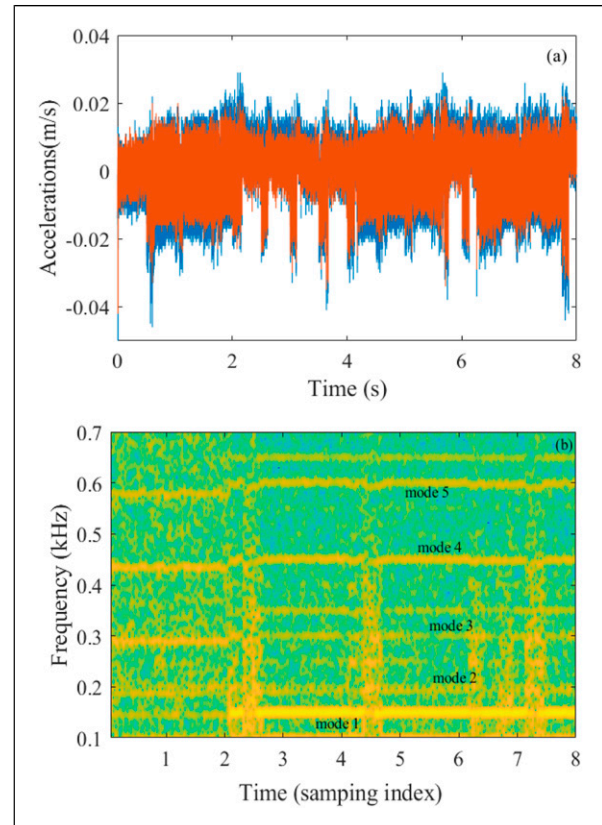 (a)
Accelerations(m/s)
0.04
0.02
0
-0.02
-0.04
0 2 4 6 8
Time (s)
(b)
Frequency (kHz)
0.7
0.6
mode 5
0.5
mode 4
0.4
0.3
mode 3
mode 2
0.2
mode 1
0.1
1 2 3 4 5 6 7 8
Time (samping index)